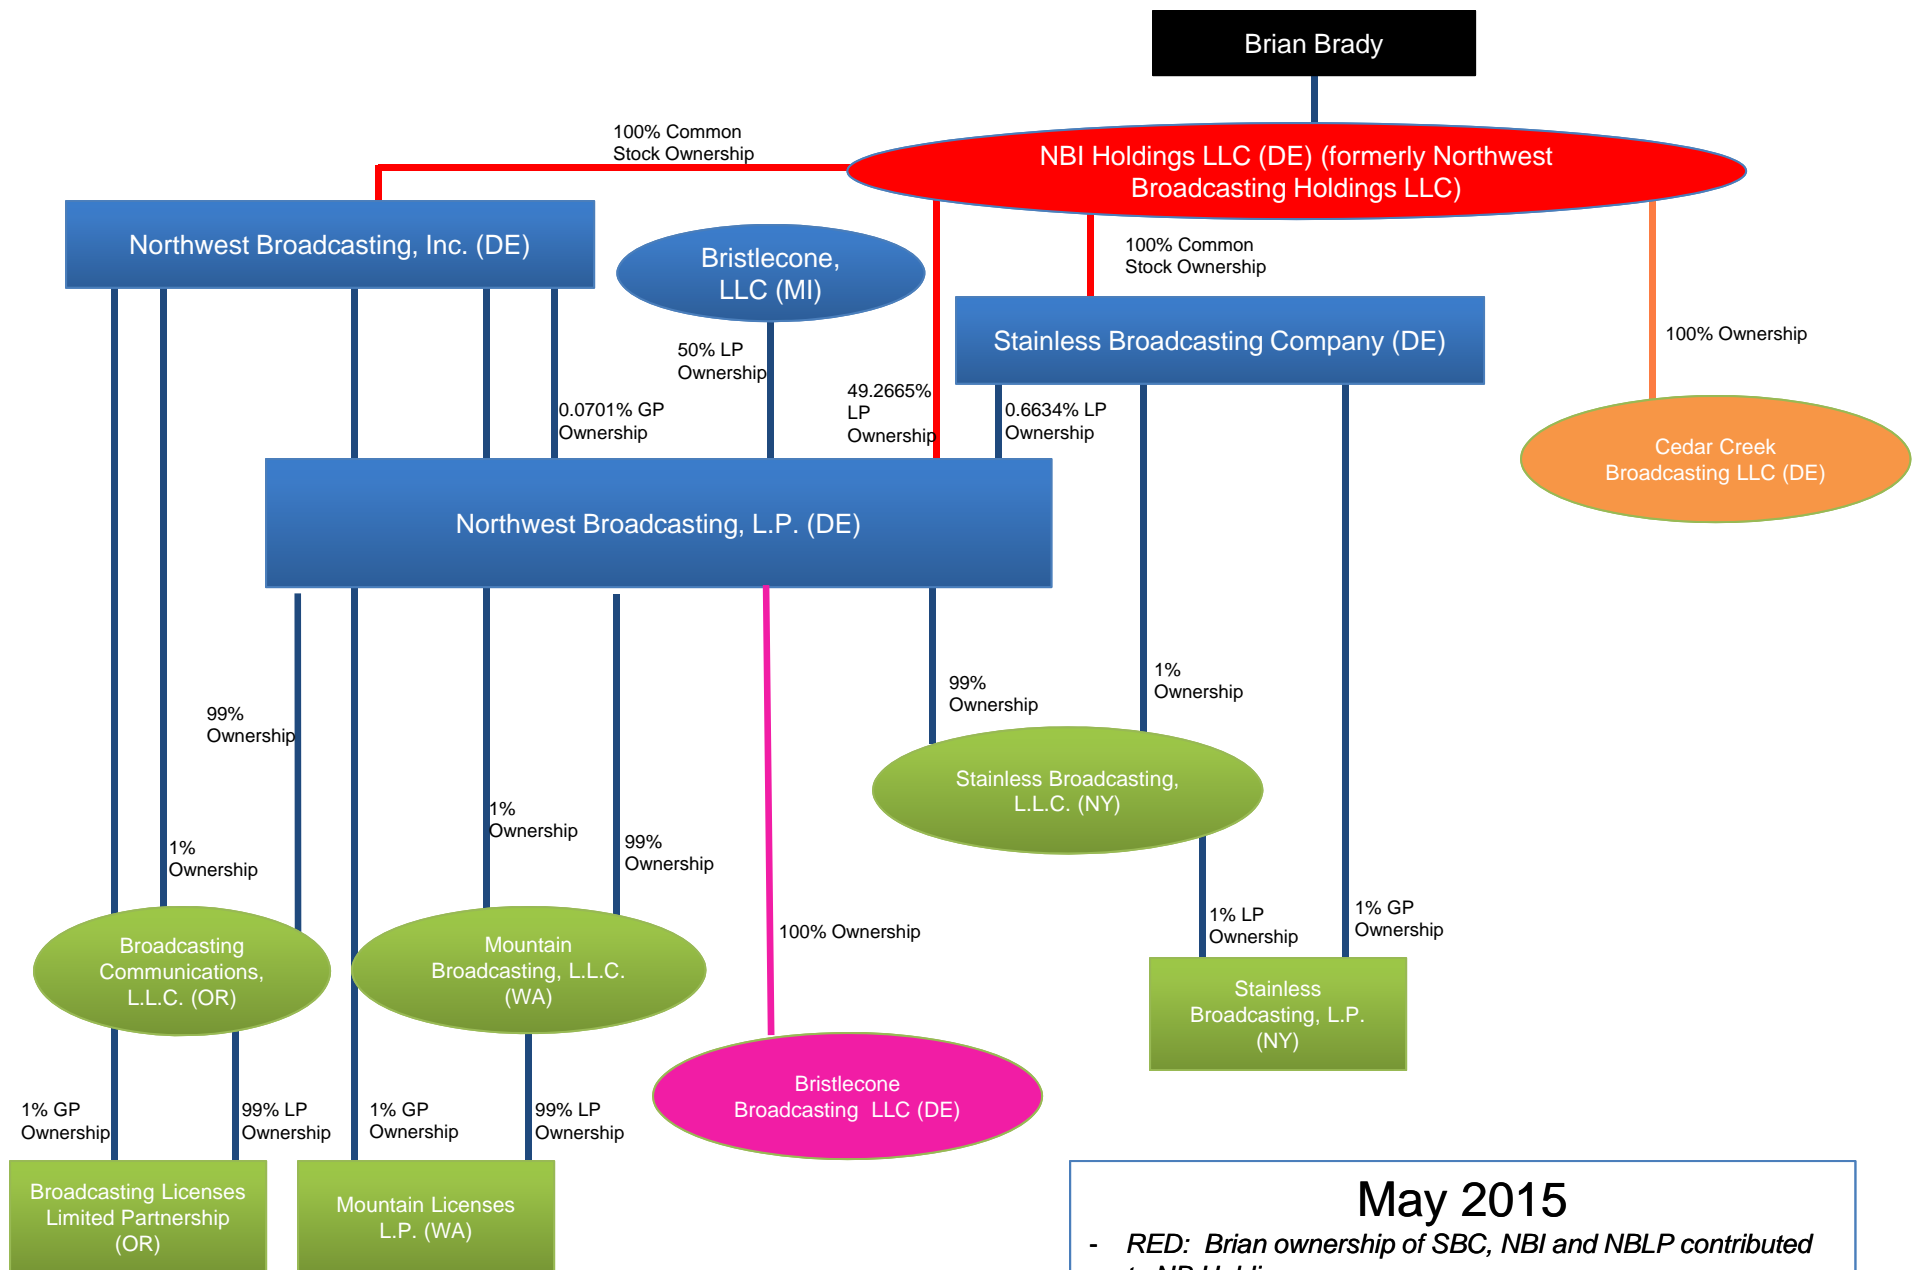 Brian Brady
100% Common
Stock Ownership
NBI Holdings LLC (DE) (formerly Northwest
Broadcasting Holdings LLC)
Northwest Broadcasting, Inc. (DE)
Bristlecone,
LLC (MI)
100% Common
Stock Ownership
Stainless Broadcasting Company (DE)
100% Ownership
50% LP
Ownership
49.2665%
LP
Ownership
0.0701% GP
Ownership
0.6634% LP
Ownership
Cedar Creek
Broadcasting LLC (DE)
Northwest Broadcasting, L.P. (DE)
99%
Ownership
1%
Ownership
99%
Ownership
1%
Ownership
99%
Ownership
1%
Ownership
Stainless Broadcasting,
L.L.C. (NY)
100% Ownership
1% LP
Ownership
1% GP
Ownership
Broadcasting
Communications,
L.L.C. (OR)
Mountain
Broadcasting, L.L.C.
(WA)
Stainless
Broadcasting, L.P.
(NY)
Bristlecone
Broadcasting LLC (DE)
1% GP
Ownership
99% LP
Ownership
1% GP
Ownership
99% LP
Ownership
Broadcasting Licenses
Limited Partnership
(OR)
Mountain Licenses
L.P. (WA)
May 2015
- RED: Brian ownership of SBC, NBI and NBLP contributed